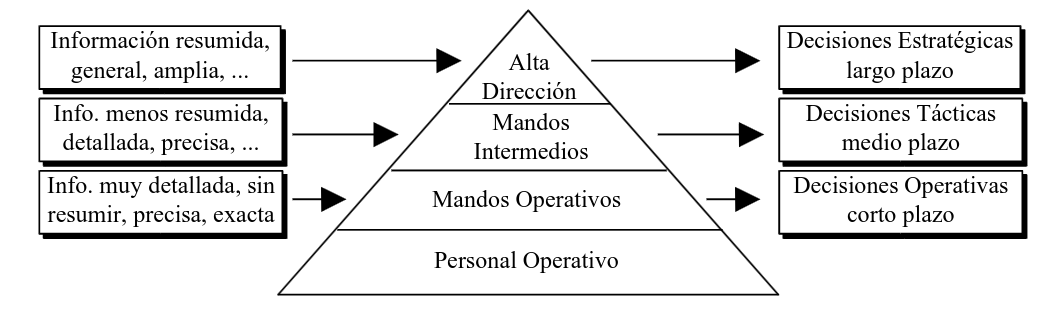 Información resumida,
general, amplia, ...
Alta
Dirección
Decisiones Estratégicas
largo plazo
Info. menos resumida,
detallada, precisa, ...
Mandos
Intermedios
Decisiones Tácticas
medio plazo
Info. muy detallada, sin
resumir, precisa, exacta
Mandos Operativos
Decisiones Operativas
corto plazo
Personal Operativo